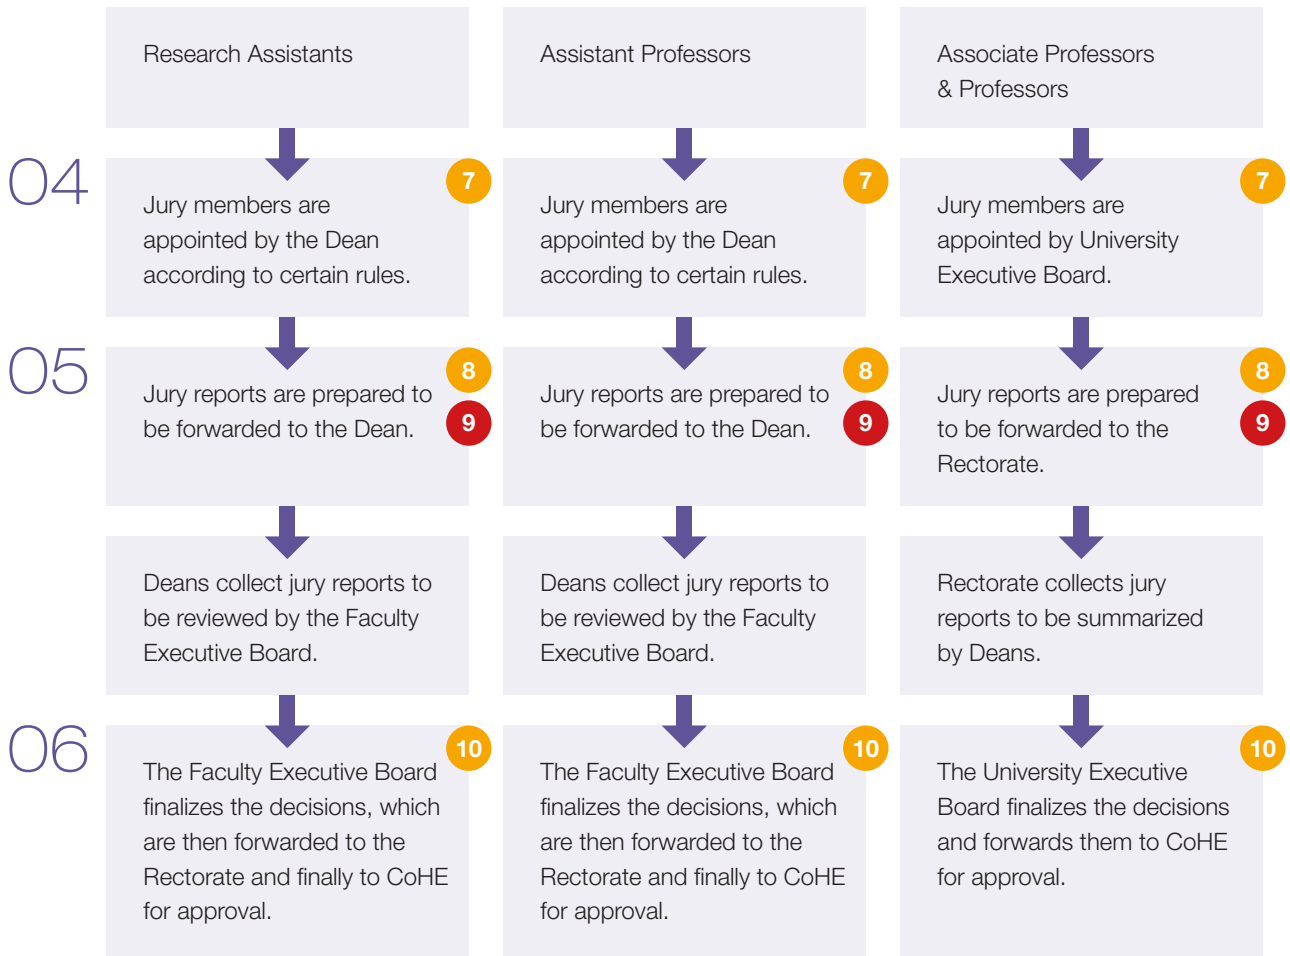 Research Assistants
Assistant Professors
Associate Professors
& Professors
04
7
Jury members are
appointed by the Dean
according to certain rules.
7
Jury members are
appointed by the Dean
according to certain rules.
7
Jury members are
appointed by University
Executive Board.
05
8
9
Jury reports are prepared to
be forwarded to the Dean.
8
9
Jury reports are prepared to
be forwarded to the Dean.
8
9
Jury reports are prepared
to be forwarded to the
Rectorate.
Deans collect jury reports to
be reviewed by the Faculty
Executive Board.
Deans collect jury reports to
be reviewed by the Faculty
Executive Board.
Rectorate collects jury
reports to be summarized
by Deans.
06
10
The Faculty Executive Board
finalizes the decisions, which
are then forwarded to the
Rectorate and finally to CoHE
for approval.
10
The Faculty Executive Board
finalizes the decisions, which
are then forwarded to the
Rectorate and finally to CoHE
for approval.
10
The University Executive
Board finalizes the decisions
and forwards them to CoHE
for approval.